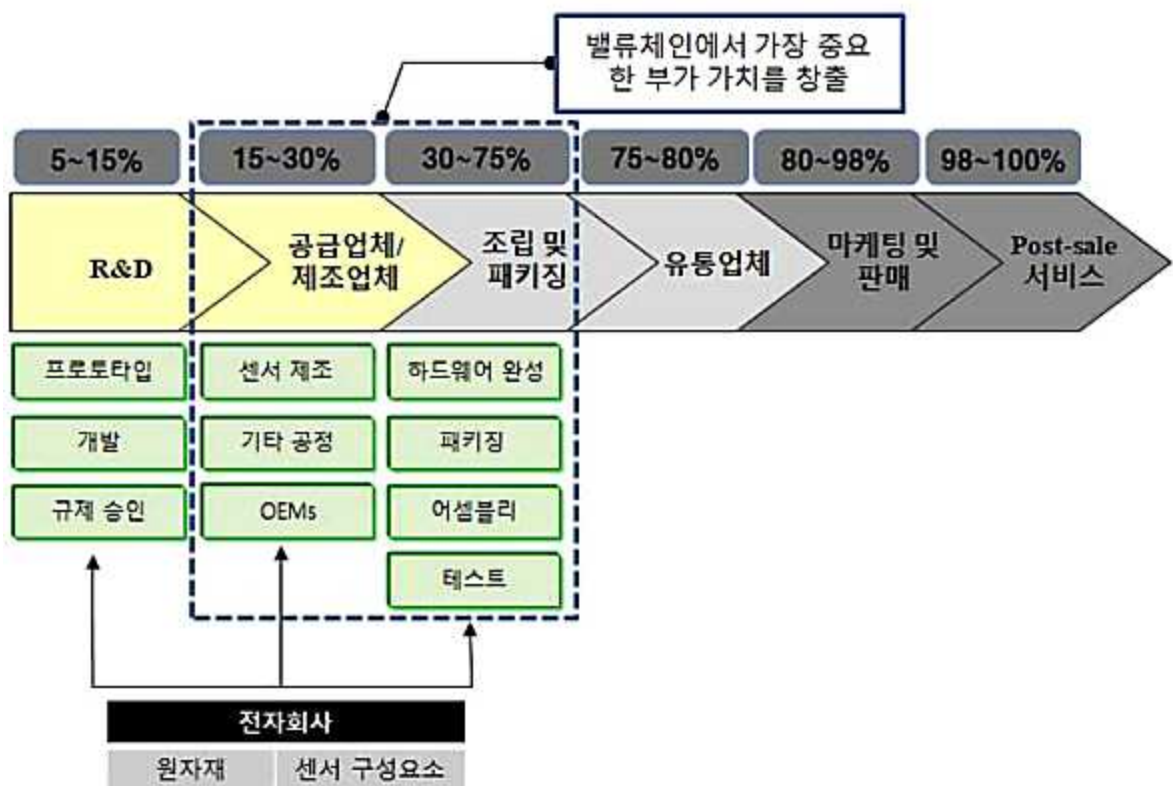 밸류체인에서 가장 중요
한 부가 가치를 창출
5~15%
15~30%
30~75%
75~80%
80~98%
98~100%
R&D
공급업체/
제조업체
조립 및
패키징
유통업체
마케팅 및
판매
Post-sale
서비스
프로토타입
센서 제조
하드웨어 완성
개발
기타 공정
패키징
규제 승인
OEMs
어셈블리
테스트
전자회사
원자재
센서 구성요소